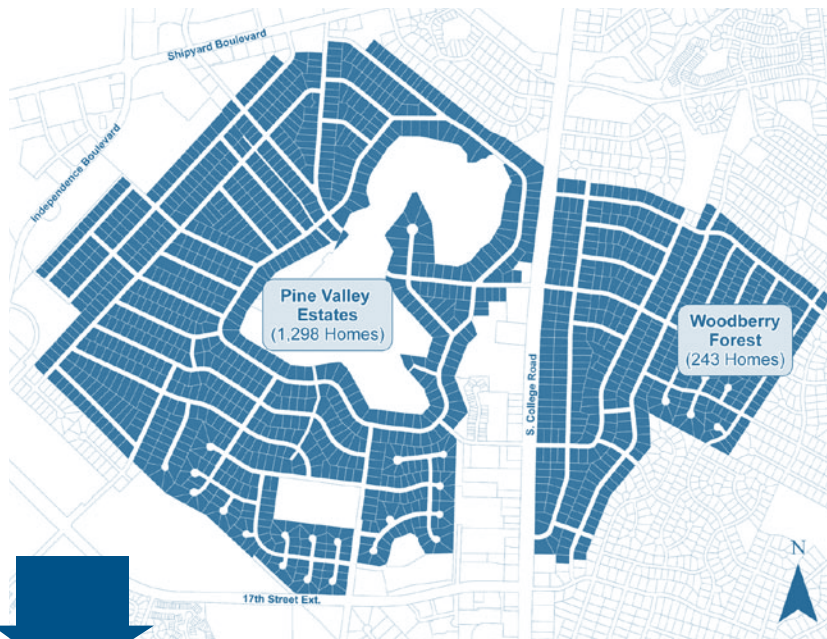 Shipyard Boulevard
Independence Boulevard
Pine Valley
Estates
(1,298 Homes)
Woodberry
Forest
(243 Homes)
S. College Road
N
17th Street Ext.